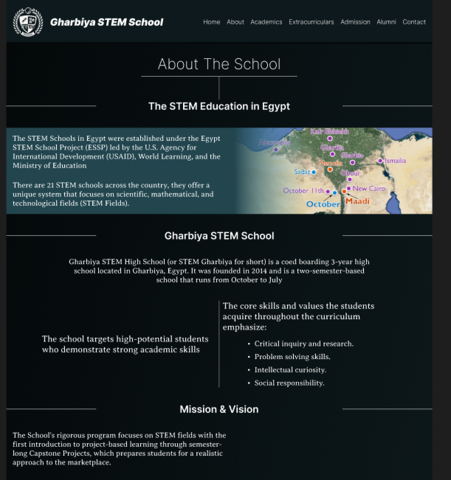 Gharbiya STEM School
Home About Academics Extracurriculars Admission Alumni Contact
About The School
The STEM Education in Egypt
The STEM Schools in Egypt were established under the Egypt
STEM School Project (ESSP) led by the U.S. Agency for
International Development (USAID), World Learning, and the
Ministry of Education
There are 21 STEM schools across the country, they offer a
unique system that focuses on scientific, mathematical, and
technological fields (STEM Fields).
Kafr Elsheikh
Gharbia
Ismailia
Sadat
October 11th
New Cairo
October
Maadi
Gharbiya STEM School
Gharbiya STEM High School (or STEM Gharbiya for short) is a coed boarding 3-year high
school located in Gharbiya, Egypt. It was founded in 2014 and is a two-semester-based
school that runs from October to July
The school targets high-potential students
who demonstrate strong academic skills
The core skills and values the students
acquire throughout the curriculum
emphasize:
• Critical inquiry and research.
• Problem solving skills.
• Intellectual curiosity.
• Social responsibility.
Mission & Vision
The School's rigorous program focuses on STEM fields with the
first introduction to project-based learning through semester-
long Capstone Projects, which prepares students for a realistic
approach to the marketplace.